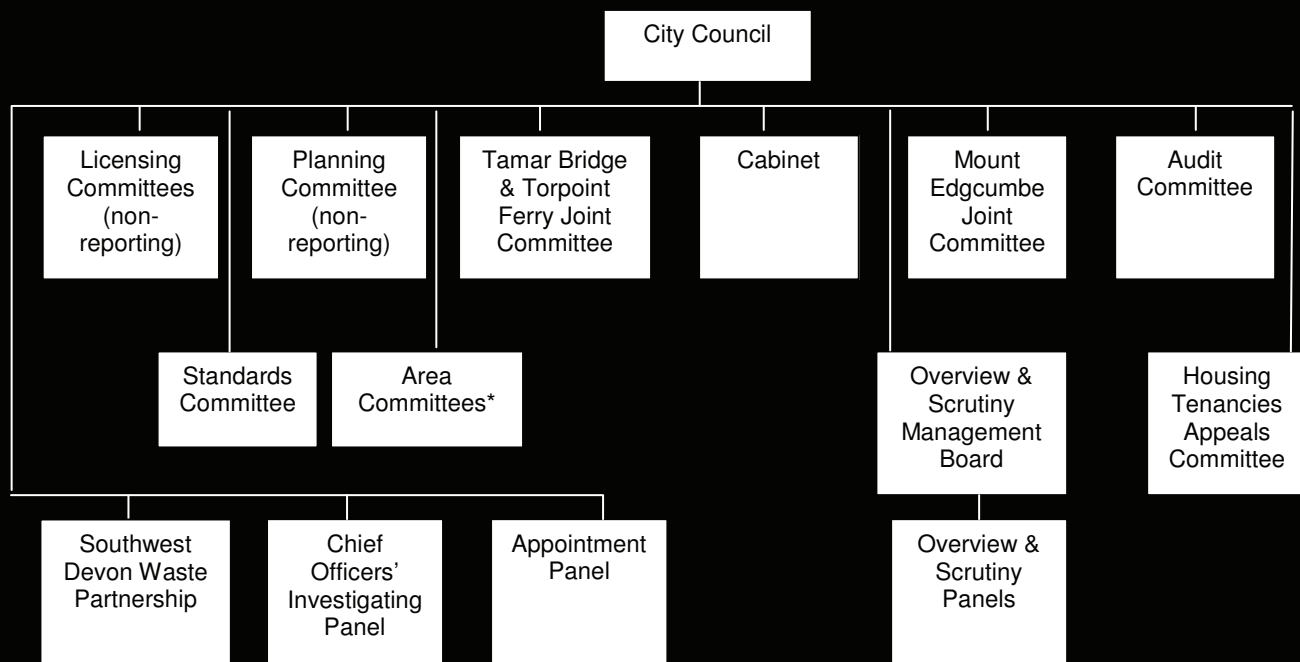 City Council
Licensing
Committees
(non-
reporting)
Planning
Committee
(non-
reporting)
Tamar Bridge
& Torpoint
Ferry Joint
Committee
Cabinet
Mount
Edgcumbe
Joint
Committee
Audit
Committee
Standards
Committee
Area
Committees*
Overview &
Scrutiny
Management
Board
Housing
Tenancies
Appeals
Committee
Southwest
Devon Waste
Partnership
Chief
Officers’
Investigating
Panel
Appointment
Panel
Overview &
Scrutiny
Panels